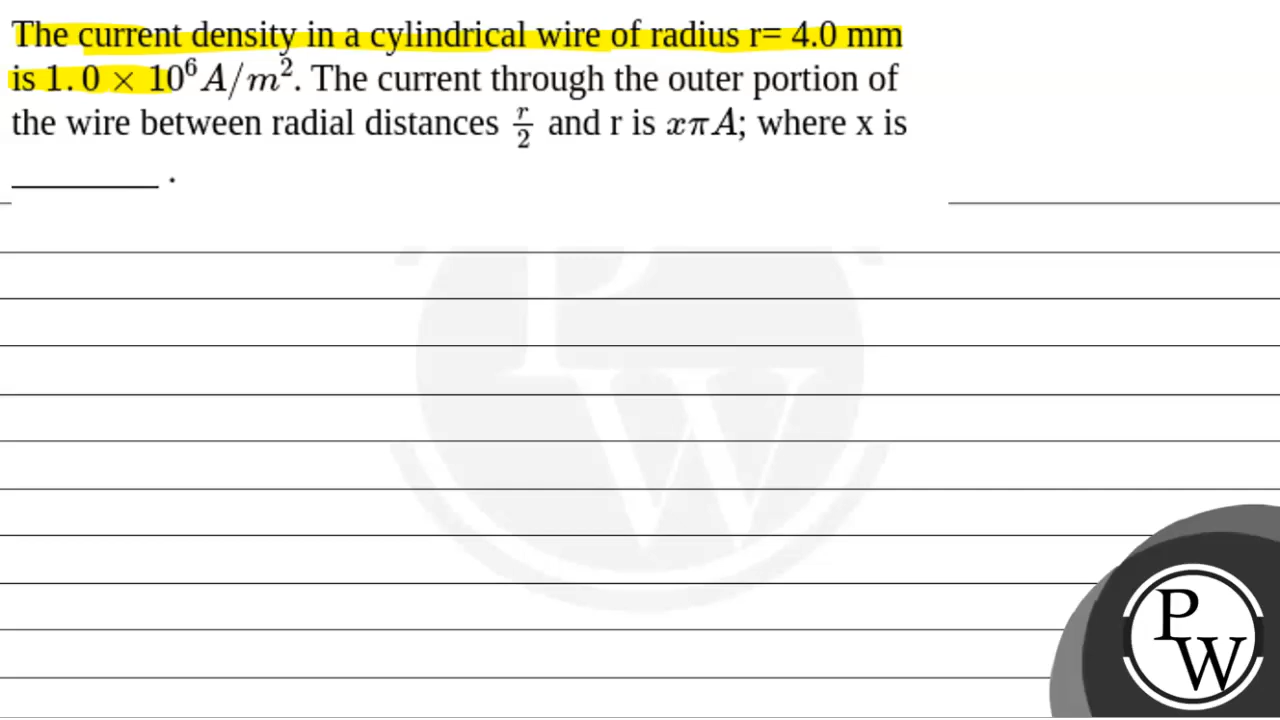 The current density in a cylindrical wire of radius r= 4.0 mm
is 1. 0 × 10⁶ A/m². The current through the outer portion of
the wire between radial distances r/2 and r is xπA; where x is
________ .
P
W
P
W